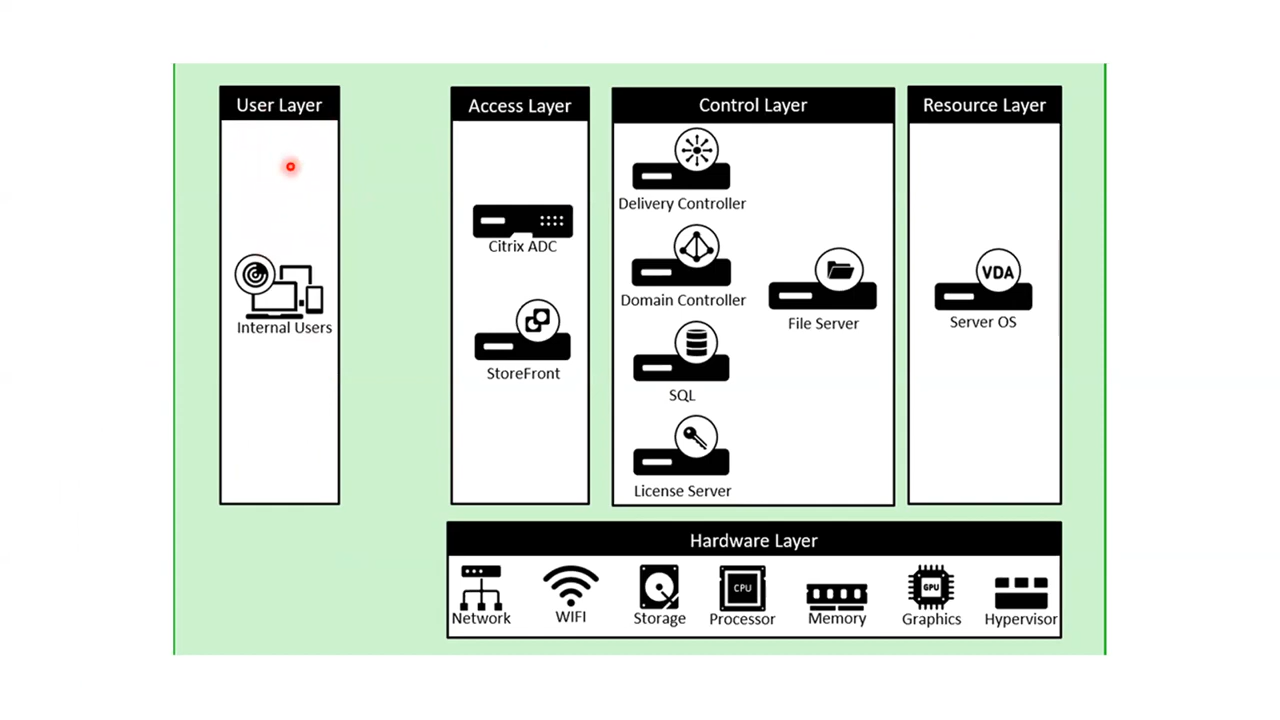 User Layer
Internal Users
Access Layer
Citrix ADC
StoreFront
Control Layer
Delivery Controller
Domain Controller
SQL
License Server
File Server
Resource Layer
VDA
Server OS
Hardware Layer
Network
WIFI
Storage
CPU
Processor
Memory
GPU
Graphics
Hypervisor